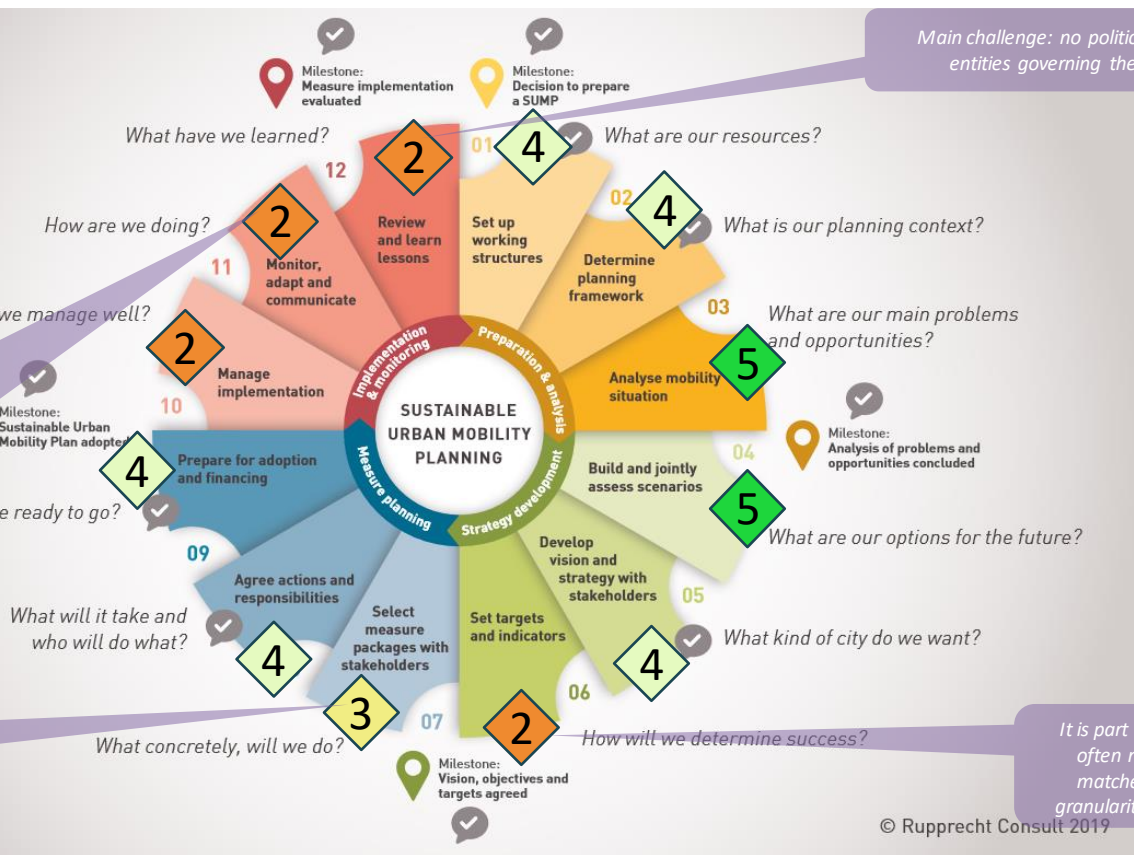 Milestone:
Measure implementation
evaluated
Milestone:
Decision to prepare
a SUMP
Main challenge: no
entities governing the
What have we learned?
What are our resources?
How are we doing?
What is our planning context?
we manage well?
What are our main problems
and opportunities?
12
2
01
4
02
4
03
5
11
2
10
2
Review
and learn
lessons
Set up
working
structures
Determine
planning
framework
Monitor,
adapt and
communicate
Manage
implementation
Analyse mobility
situation
Implementation
& monitoring
Preparation & analysis
SUSTAINABLE
URBAN MOBILITY
PLANNING
Measure planning
Strategy development
Milestone:
Sustainable Urban
Mobility Plan adopted
Milestone:
Analysis of problems and
opportunities concluded
4
Prepare for adoption
and financing
Build and jointly
assess scenarios
04
5
ready to go?
What are our options for the future?
09
Agree actions and
responsibilities
Develop
vision and
strategy with
stakeholders
05
What will it take and
who will do what?
4
Select
measure
packages with
stakeholders
Set targets
and indicators
4
What kind of city do we want?
3
07
2
06
What concretely, will we do?
How will we determine success?
Milestone:
Vision, objectives and
targets agreed
It is part
often
© Rupprecht Consult 2019